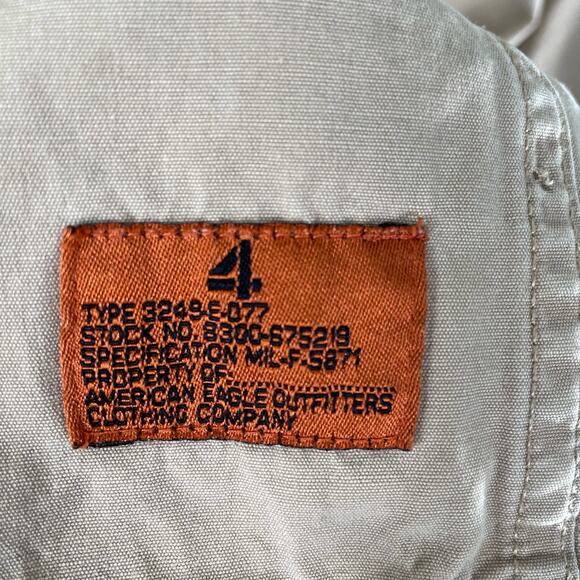 4
TYPE 3249-E-077
STOCK NO. 8300-675219
SPECIFICATION MIL-F-5871
PROPERTY OF
AMERICAN EAGLE OUTFITTERS
CLOTHING COMPANY